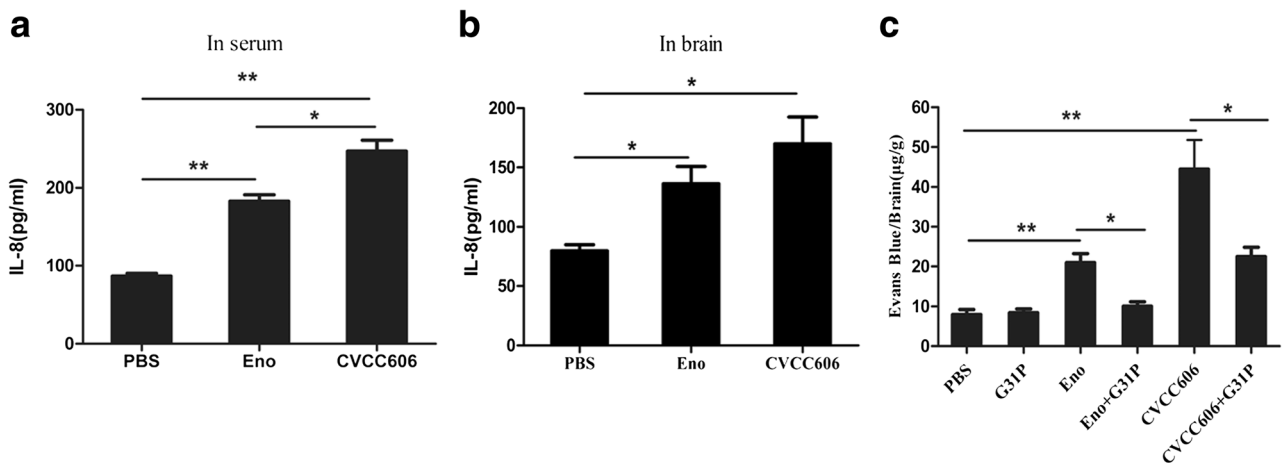 a
In serum
**
*
**
300
200
100
0
IL-8(pg/ml)
PBS Eno CVCC606
b
In brain
*
*
200
150
100
50
0
IL-8(pg/ml)
PBS Eno CVCC606
c
**
*
**
*
60
50
40
30
20
10
0
Evans Blue/Brain(μg/g)
PBS
G31P
Eno
Eno+G31P
CVCC606
CVCC606+G31P